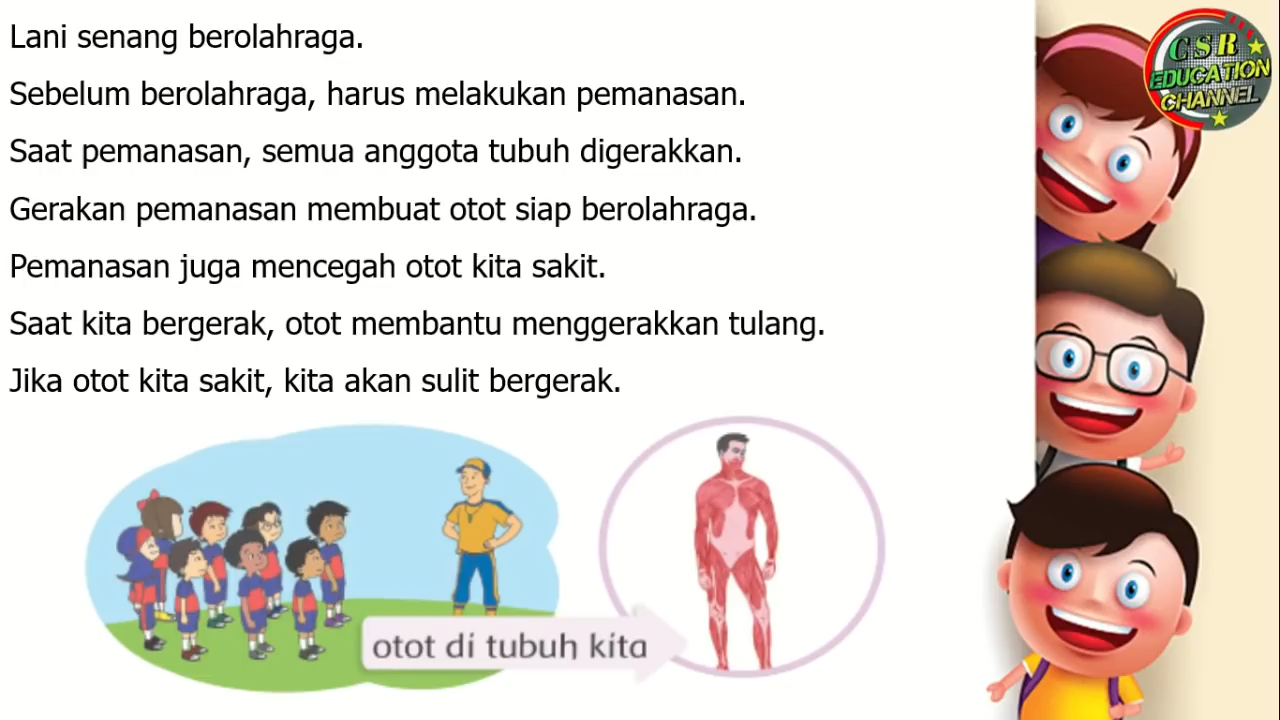 Lani senang berolahraga.
Sebelum berolahraga, harus melakukan pemanasan.
Saat pemanasan, semua anggota tubuh digerakkan.
Gerakan pemanasan membuat otot siap berolahraga.
Pemanasan juga mencegah otot kita sakit.
Saat kita bergerak, otot membantu menggerakkan tulang.
Jika otot kita sakit, kita akan sulit bergerak.
otot di tubuh kita
GSR
EDUCATION
CHANNEL